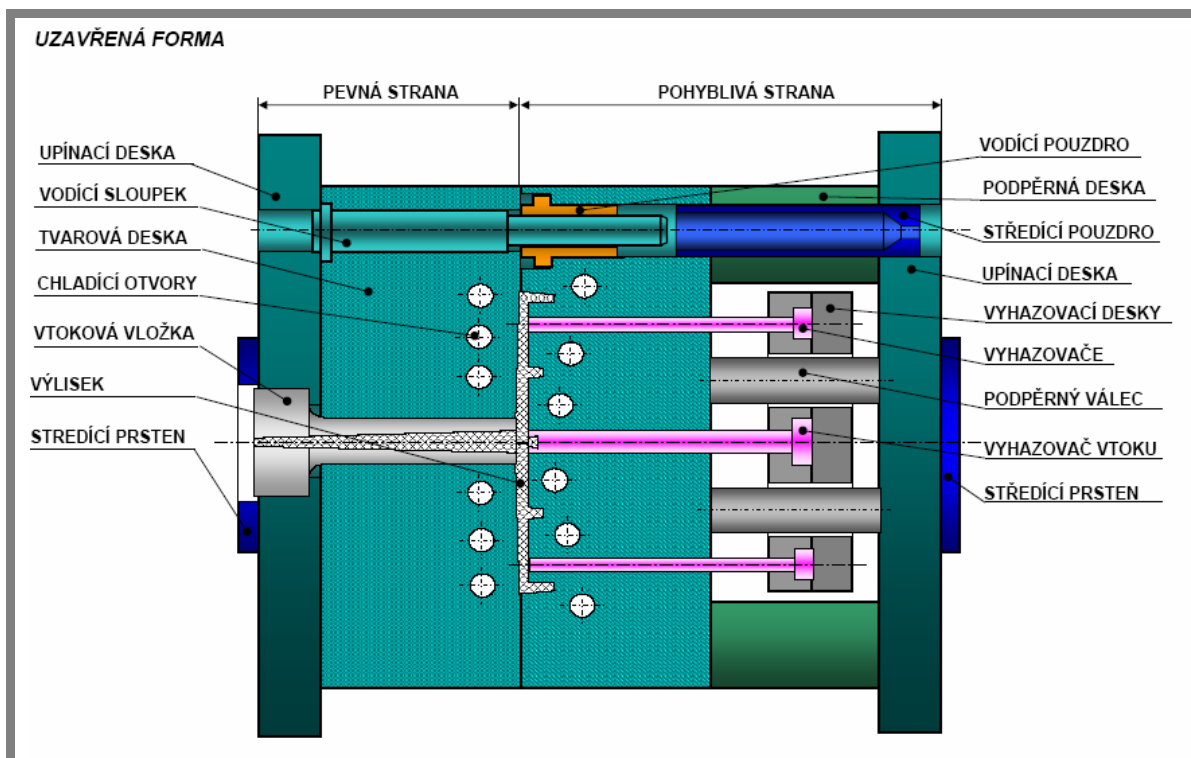 UZAVŘENÁ FORMA
PEVNÁ STRANA
POHYBLIVÁ STRANA
UPÍNACÍ DESKA
VODÍCÍ SLOUPEK
TVAROVÁ DESKA
CHLADÍCÍ OTVORY
VTOKOVÁ VLOŽKA
VÝLISEK
STREDÍCÍ PRSTEN
VODÍCÍ POUZDRO
PODPĚRNÁ DESKA
STŘEDÍCÍ POUZDRO
UPÍNACÍ DESKA
VYHAZOVACÍ DESKY
VYHAZOVAČE
PODPĚRNÝ VÁLEC
VYHAZOVAČ VTOKU
STŘEDÍCÍ PRSTEN